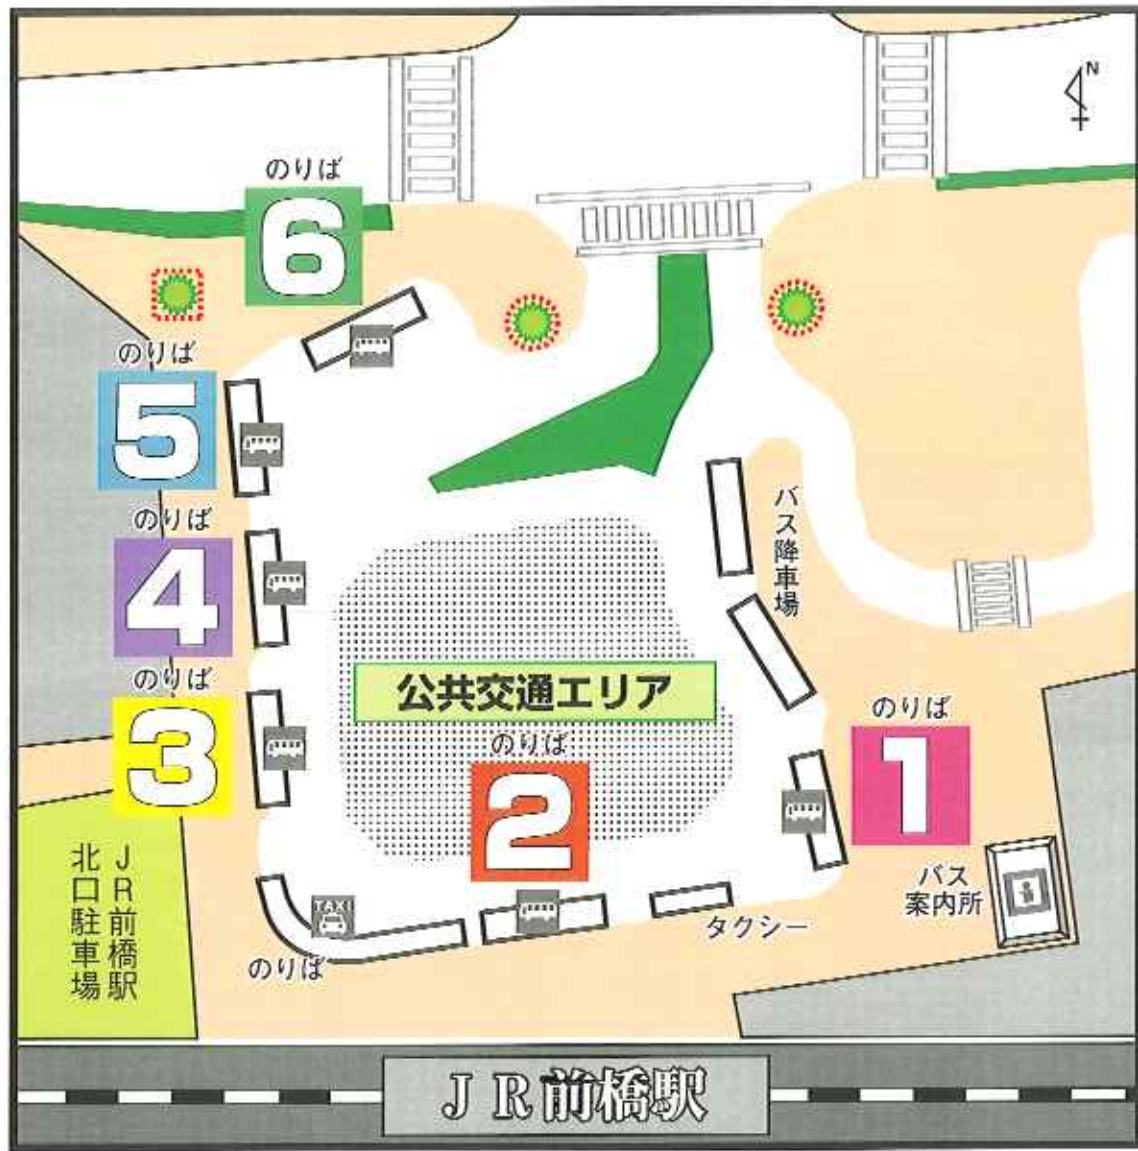 N
のりば
6
のりば
5
のりば
4
バス降車場
のりば
3
公共交通エリア
のりば
2
のりば
1
JR前橋駅
北口駐車場
TAXI
のりば
タクシー
バス
案内所
JR前橋駅